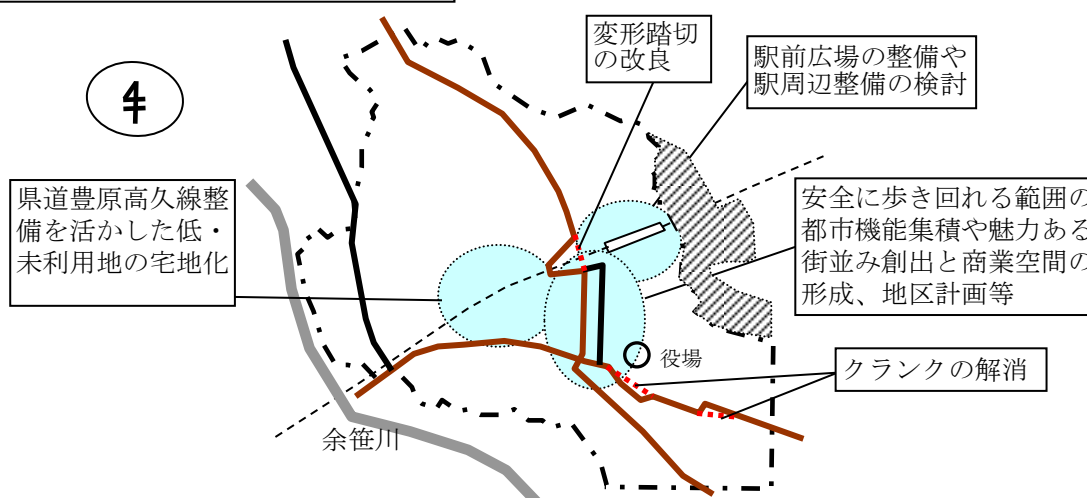 変形踏切
の改良
駅前広場の整備や
駅周辺整備の検討
県道豊原高久線整
備を活かした低・
未利用地の宅地化
安全に歩き回れる範囲の
都市機能集積や魅力ある
街並み創出と商業空間の
形成、地区計画等
役場
クランクの解消
余笹川